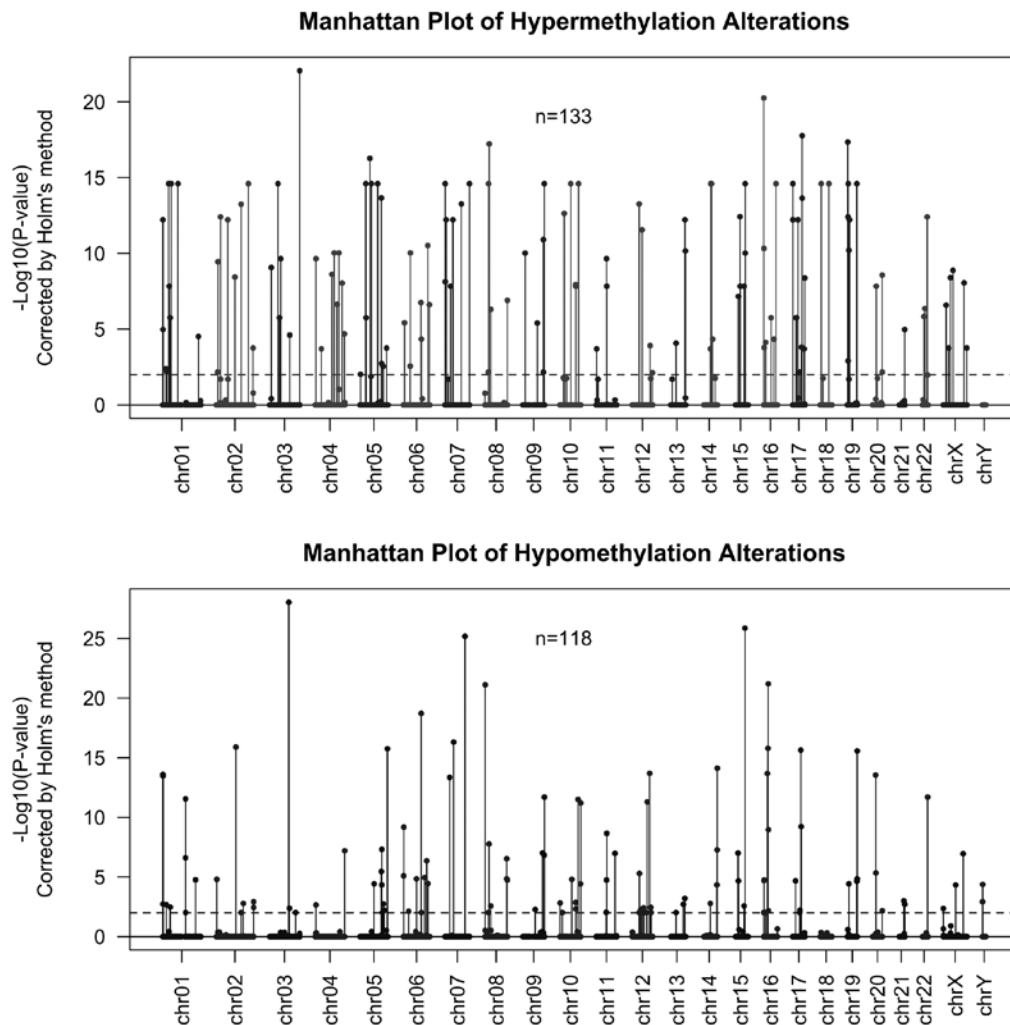 Manhattan Plot of Hypermethylation Alterations
-Log10(P-value)
Corrected by Holm's method
20
15
10
5
0
n=133
chr01
chr02
chr03
chr04
chr05
chr06
chr07
chr08
chr09
chr10
chr11
chr12
chr13
chr14
chr15
chr16
chr17
chr18
chr19
chr20
chr21
chr22
chrX
chrY
Manhattan Plot of Hypomethylation Alterations
-Log10(P-value)
Corrected by Holm's method
25
20
15
10
5
0
n=118
chr01
chr02
chr03
chr04
chr05
chr06
chr07
chr08
chr09
chr10
chr11
chr12
chr13
chr14
chr15
chr16
chr17
chr18
chr19
chr20
chr21
chr22
chrX
chrY